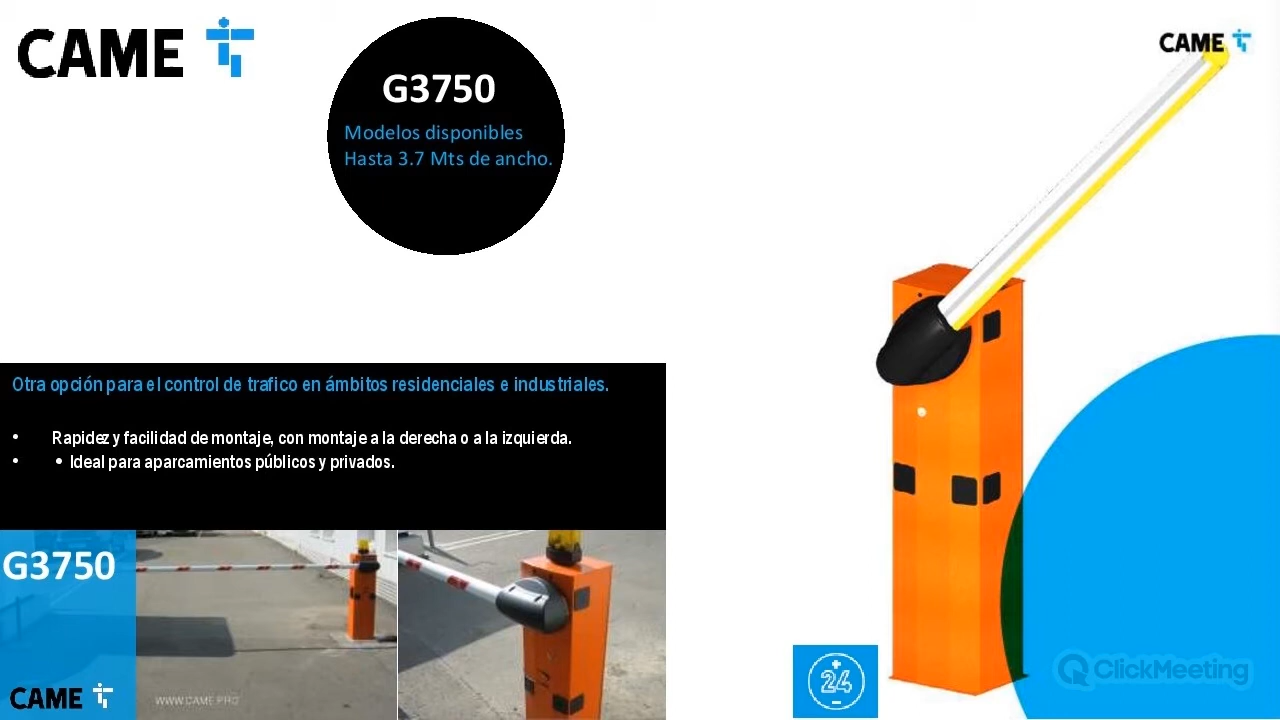 CAME
G3750
Modelos disponibles
Hasta 3.7 Mts de ancho.
CAME
Otra opción para el control de trafico en ámbitos residenciales e industriales.
• Rapidez y facilidad de montaje, con montaje a la derecha o a la izquierda.
• • Ideal para aparcamientos públicos y privados.
G3750
CAME
WWW.CAME.PRO
+
24
-
ClickMeeting